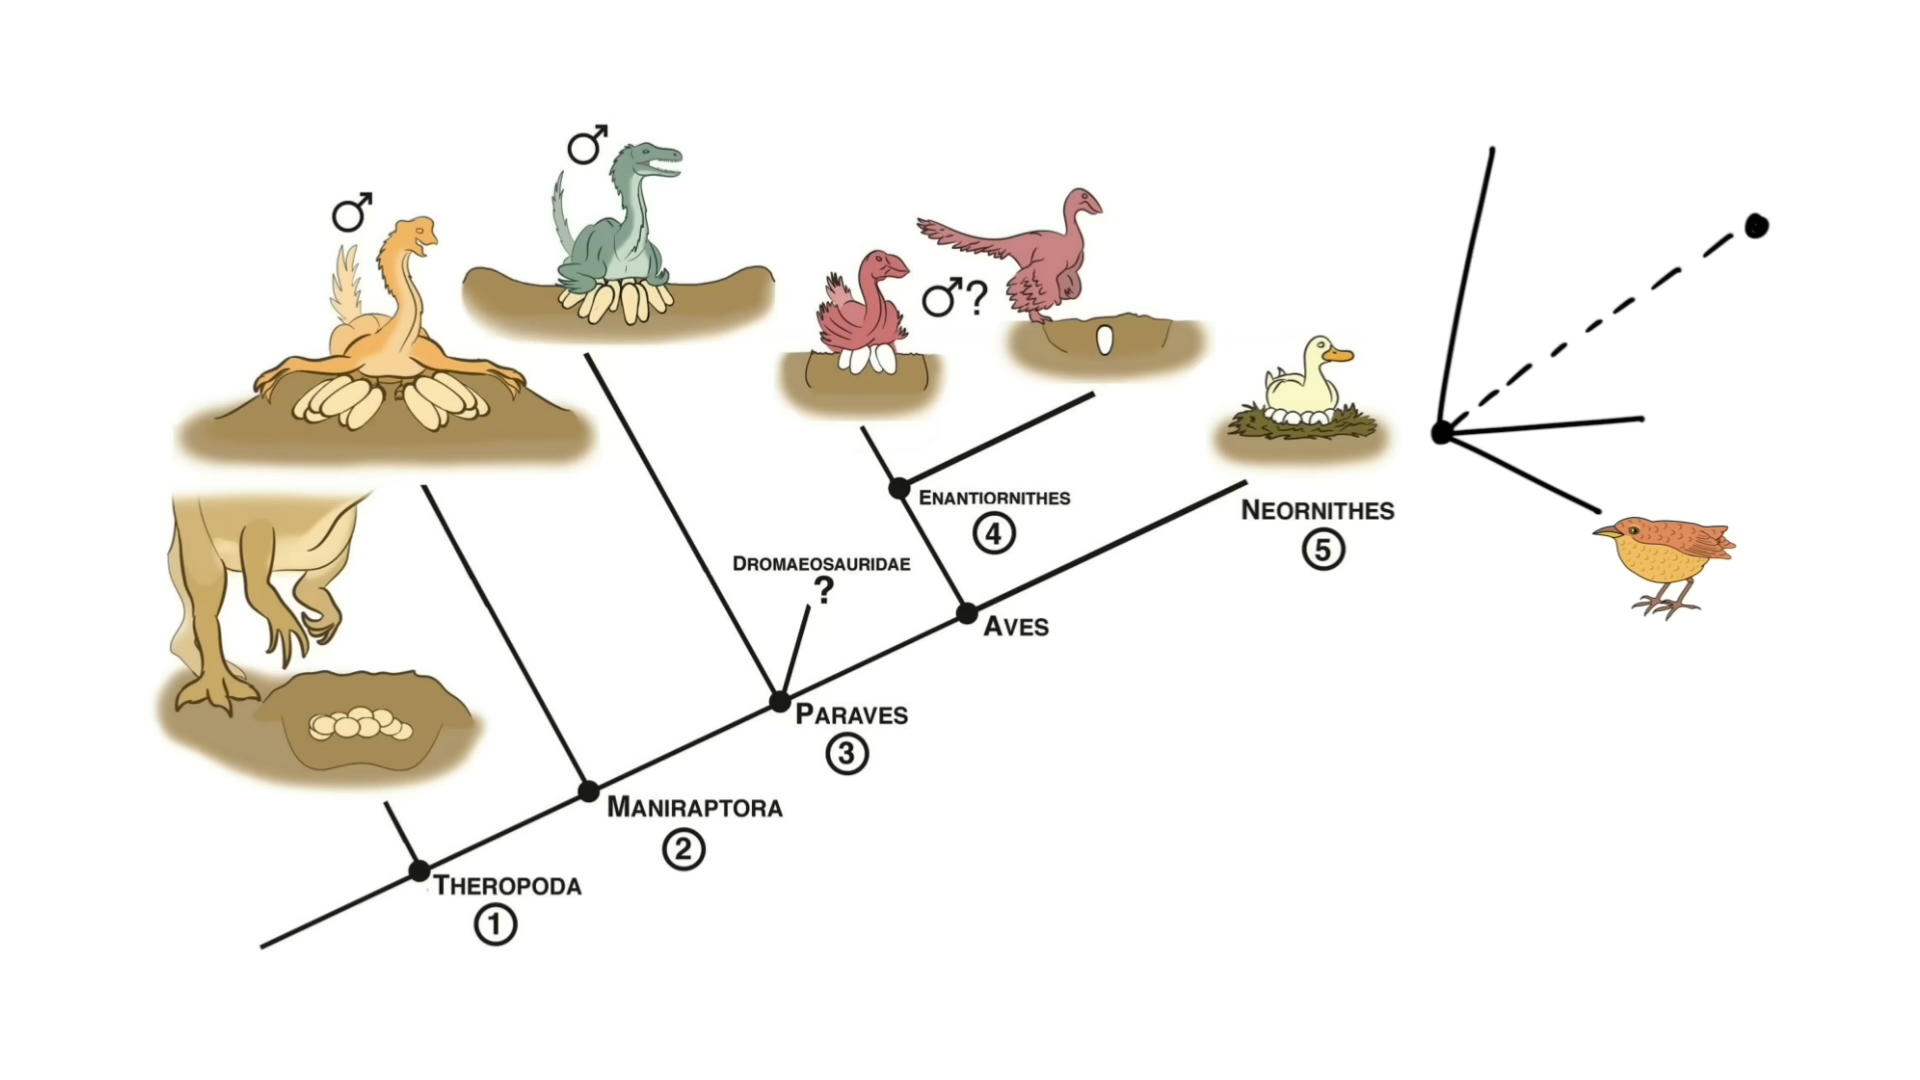 ♂
♂
♂?
ENANTIORNITHES
4
NEORNITHES
5
DROMAEOSAURIDAE
?
AVES
PARAVES
3
MANIRAPTORA
2
THEROPODA
1